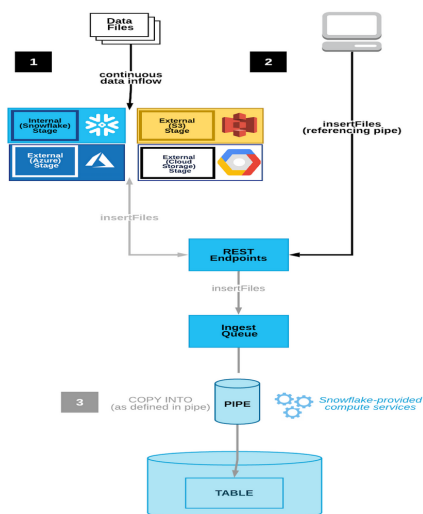 Data
Files
1
2
continuous
data inflow
insertFiles
(referencing pipe)
Internal
(Snowflake)
Stage
External
(S3)
Stage
External
(Azure)
Stage
External
(Cloud
Storage)
Stage
insertFiles
REST
Endpoints
insertFiles
Ingest
Queue
3
COPY INTO
(as defined in pipe)
PIPE
Snowflake-provided
compute services
TABLE